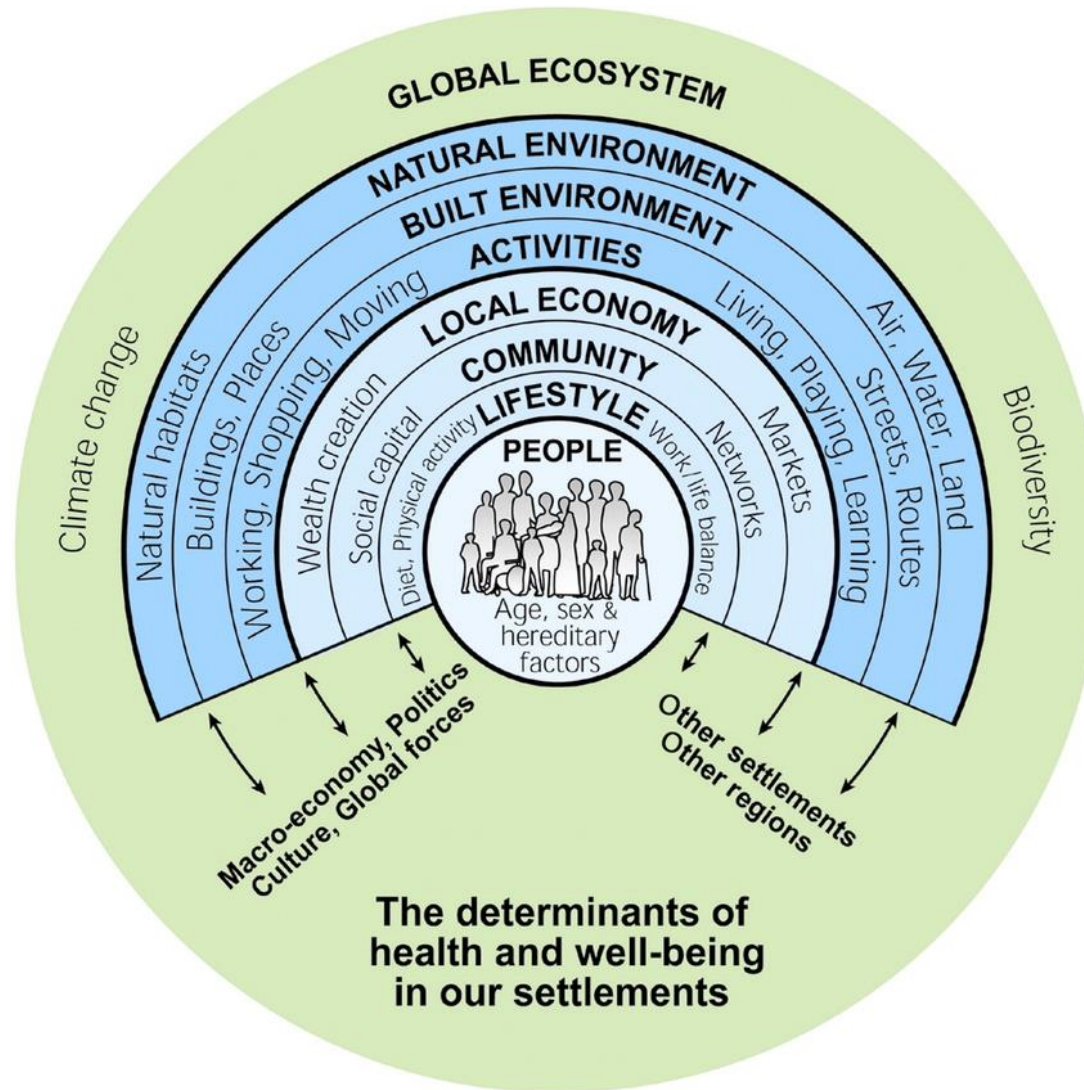 GLOBAL ECOSYSTEM
NATURAL ENVIRONMENT
BUILT ENVIRONMENT
ACTIVITIES
LOCAL ECONOMY
COMMUNITY
LIFESTYLE
PEOPLE
Age, sex &
hereditary
factors
Climate change
Natural habitats
Buildings, Places
Working, Shopping, Moving
Wealth creation
Social capital
Diet, Physical activity
Work/life balance
Networks
Markets
Living, Playing, Learning
Streets, Routes
Air, Water, Land
Biodiversity
Macro-economy, Politics
Culture, Global forces
Other settlements
Other regions
The determinants of
health and well-being
in our settlements